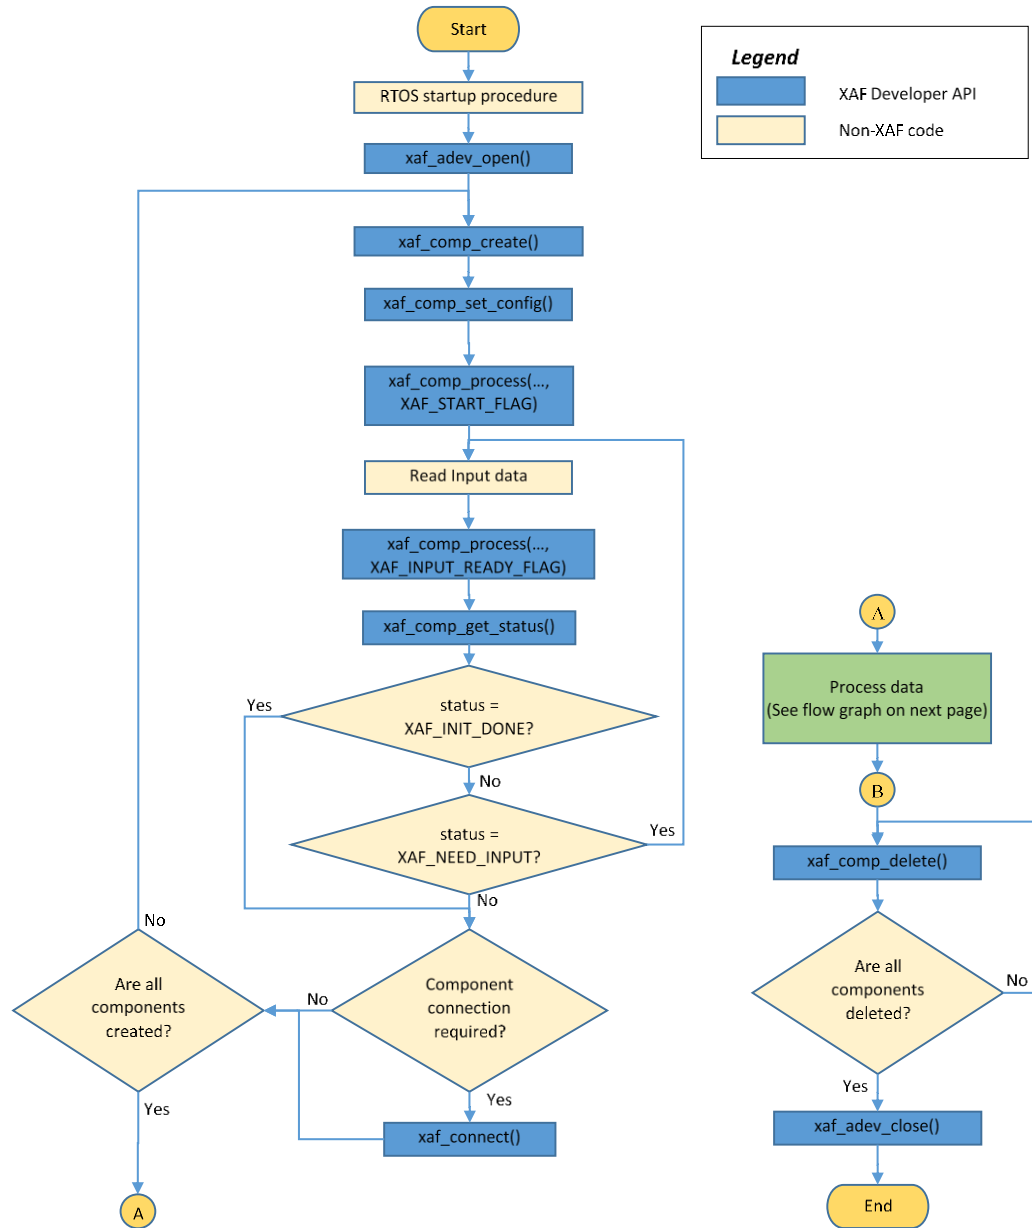 Start
Legend
XAF Developer API
Non-XAF code
RTOS startup procedure
xaf_adev_open()
xaf_comp_create()
xaf_comp_set_config()
xaf_comp_process(...,
XAF_START_FLAG)
Read Input data
xaf_comp_process(...,
XAF_INPUT_READY_FLAG)
xaf_comp_get_status()
Yes
status =
XAF_INIT_DONE?
No
status =
XAF_NEED_INPUT?
Yes
No
No
Are all
components
created?
No
Component
connection
required?
Yes
Yes
xaf_connect()
A
A
Process data
(See flow graph on next page)
B
xaf_comp_delete()
Are all
components
deleted?
No
Yes
xaf_adev_close()
End